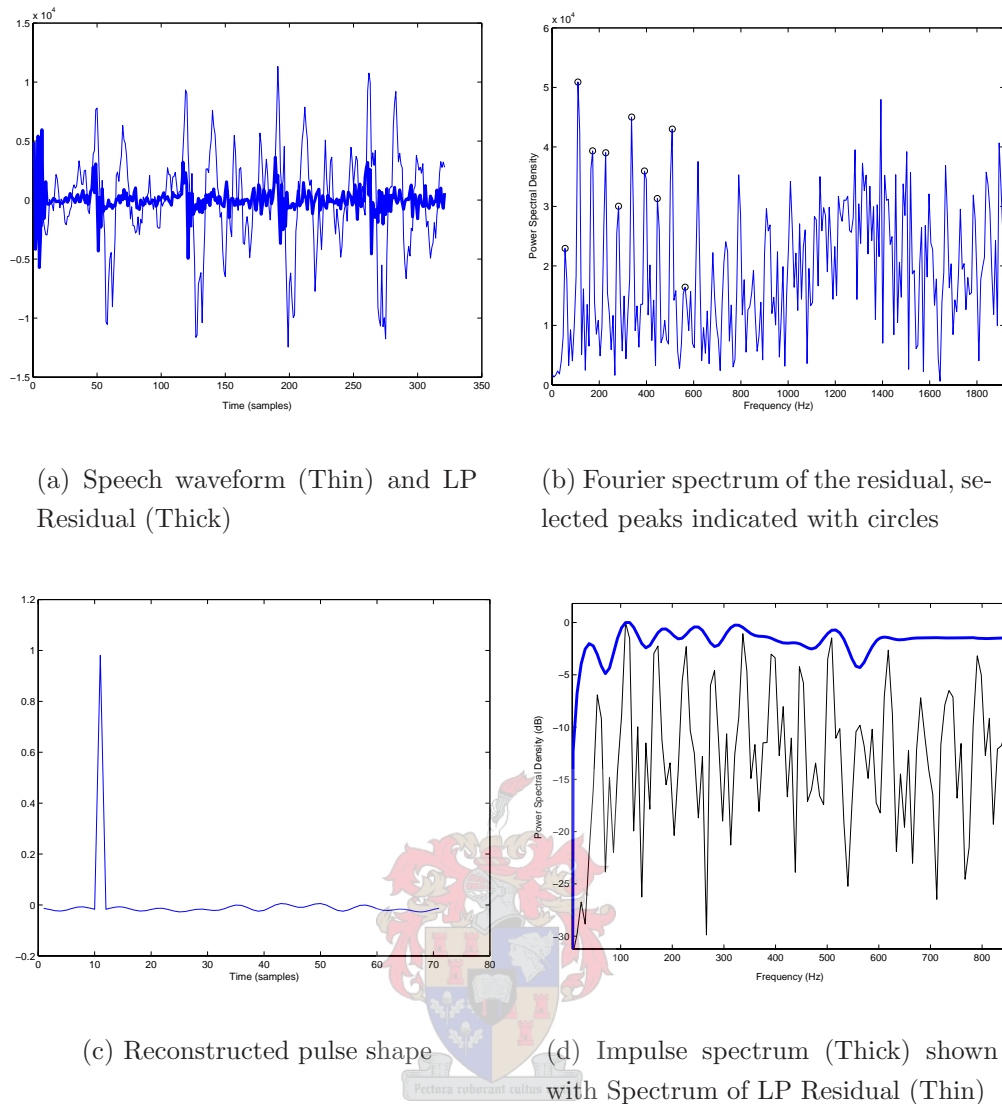 x 10⁴
1.5
1
0.5
0
−0.5
−1
−1.5
0 50 100 150 200 250 300 350
Time (samples)
x 10⁴
6
5
4
3
2
1
0
Power Spectral Density
0 200 400 600 800 1000 1200 1400 1600 1800
Frequency (Hz)
(a) Speech waveform (Thin) and LP
Residual (Thick)
(b) Fourier spectrum of the residual, se-
lected peaks indicated with circles
1.2
1
0.8
0.6
0.4
0.2
0
−0.2
0 10 20 30 40 50 60 70 80
Time (samples)
0
−5
−10
−15
−20
−25
−30
Power Spectral Density (dB)
100 200 300 400 500 600 700 800
Frequency (Hz)
(c) Reconstructed pulse shape
(d) Impulse spectrum (Thick) shown
with Spectrum of LP Residual (Thin)
Pectora roborant cultus